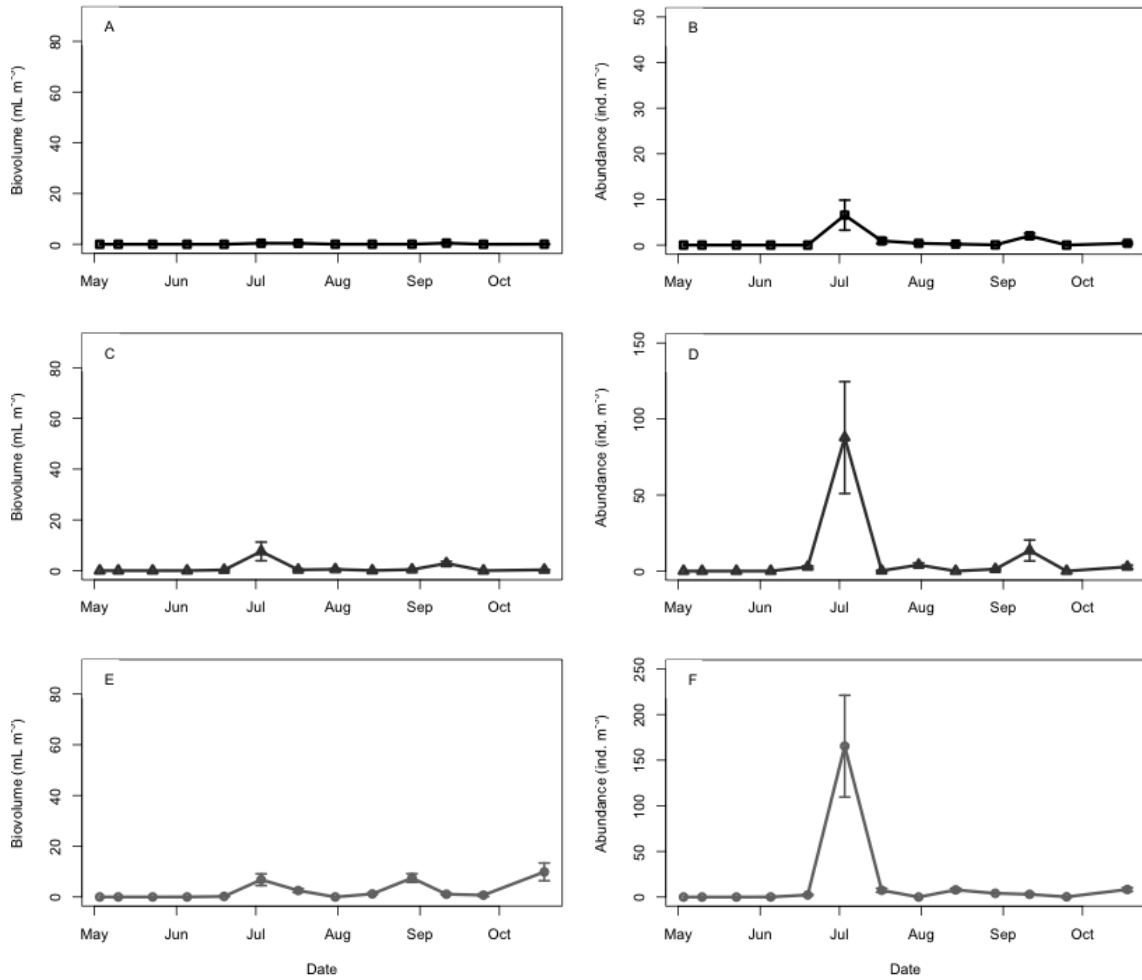 A
Biovolume (mL m⁻³)
0 20 40 60 80
May Jun Jul Aug Sep Oct
B
Abundance (ind. m⁻³)
0 10 20 30 40 50
May Jun Jul Aug Sep Oct
C
Biovolume (mL m⁻³)
0 20 40 60 80
May Jun Jul Aug Sep Oct
D
Abundance (ind. m⁻³)
0 50 100 150
May Jun Jul Aug Sep Oct
E
Biovolume (mL m⁻³)
0 20 40 60 80
May Jun Jul Aug Sep Oct
Date
F
Abundance (ind. m⁻³)
0 50 100 150 200 250
May Jun Jul Aug Sep Oct
Date